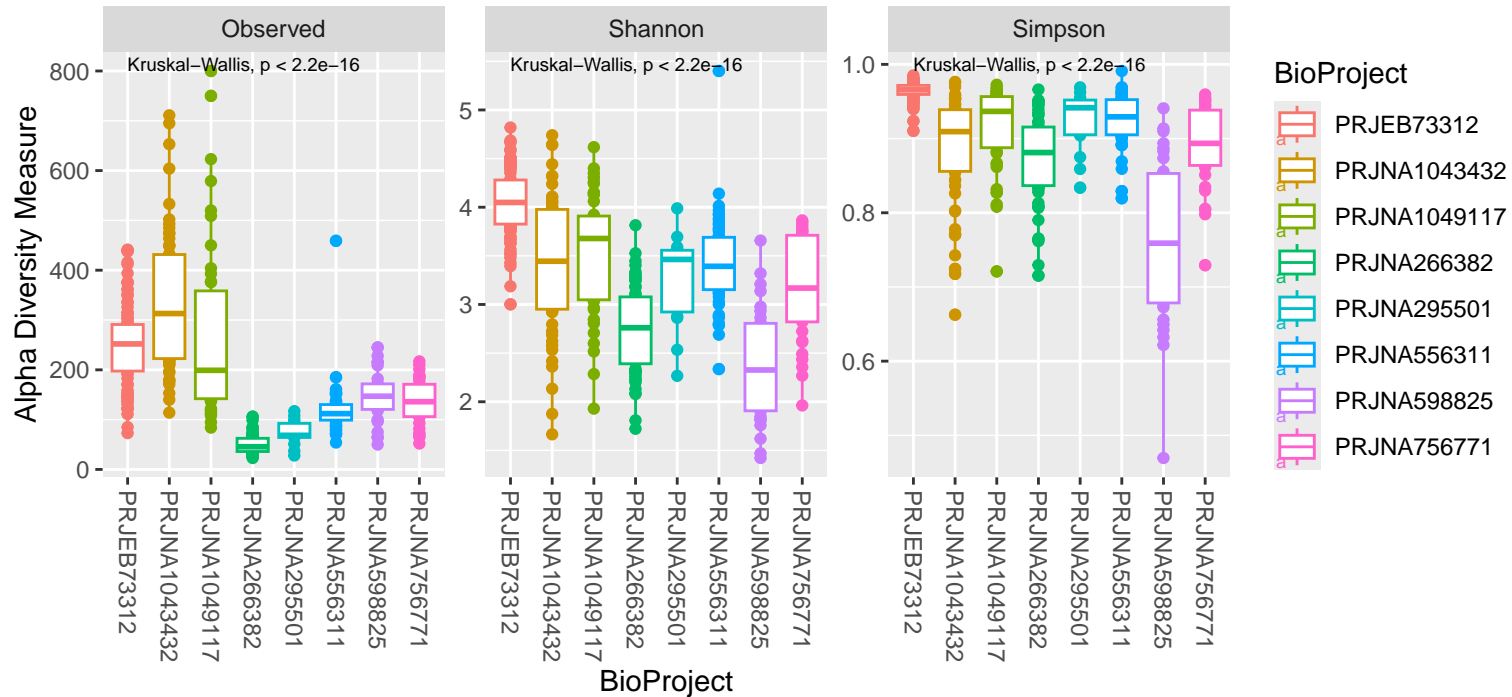 Observed
Shannon
Simpson
Kruskal−Wallis, p < 2.2e−16
Kruskal−Wallis, p < 2.2e−16
Kruskal−Wallis, p < 2.2e−16
Alpha Diversity Measure
800
600
400
200
0
5
4
3
2
1.0
0.8
0.6
PRJEB73312
PRJNA1043432
PRJNA1049117
PRJNA266382
PRJNA295501
PRJNA556311
PRJNA598825
PRJNA756771
PRJEB73312
PRJNA1043432
PRJNA1049117
PRJNA266382
PRJNA295501
PRJNA556311
PRJNA598825
PRJNA756771
PRJEB73312
PRJNA1043432
PRJNA1049117
PRJNA266382
PRJNA295501
PRJNA556311
PRJNA598825
PRJNA756771
BioProject
BioProject
a PRJEB73312
a PRJNA1043432
a PRJNA1049117
a PRJNA266382
a PRJNA295501
a PRJNA556311
a PRJNA598825
a PRJNA756771